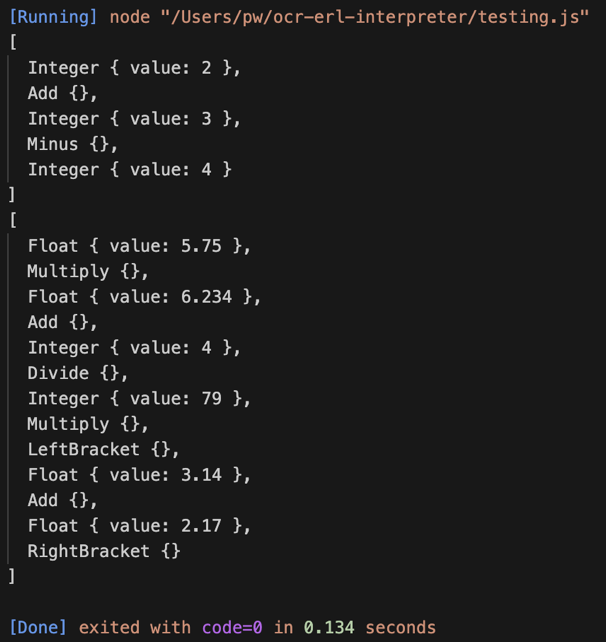 [Running] node "/Users/pw/ocr-erl-interpreter/testing.js"
[
  Integer { value: 2 },
  Add {},
  Integer { value: 3 },
  Minus {},
  Integer { value: 4 }
]
[
  Float { value: 5.75 },
  Multiply {},
  Float { value: 6.234 },
  Add {},
  Integer { value: 4 },
  Divide {},
  Integer { value: 79 },
  Multiply {},
  LeftBracket {},
  Float { value: 3.14 },
  Add {},
  Float { value: 2.17 },
  RightBracket {}
]
[Done] exited with code=0 in 0.134 seconds